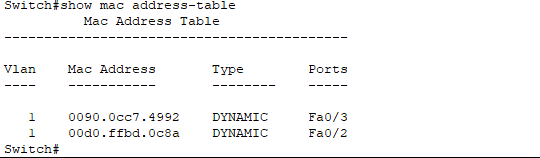 Switch#show mac address-table
          Mac Address Table
-------------------------------------------

Vlan    Mac Address       Type        Ports
----    -----------       --------    -----

   1    0090.0cc7.4992    DYNAMIC     Fa0/3
   1    00d0.ffbd.0c8a    DYNAMIC     Fa0/2
Switch#